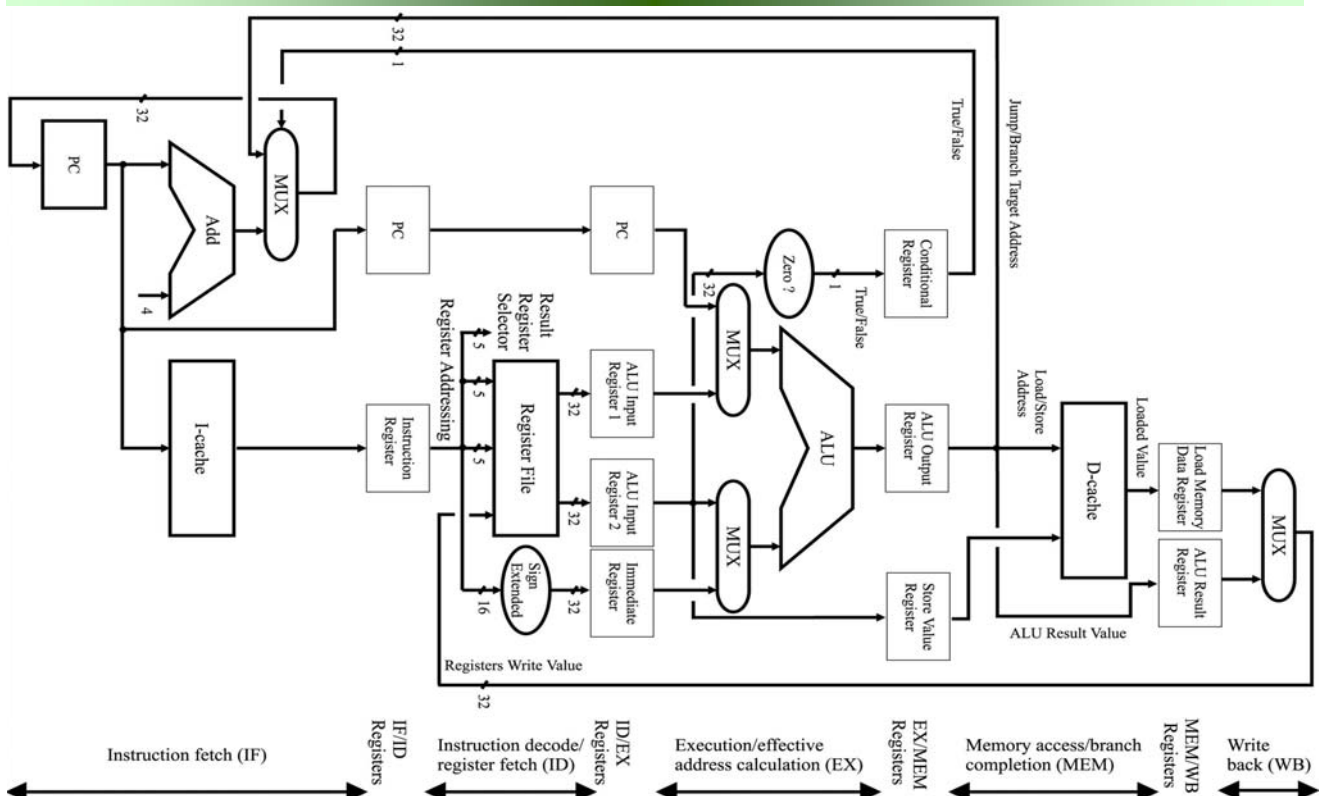 32
1
32
True/False
Jump/Branch Target Address
PC
Add
MUX
4
PC
PC
Zero ?
32
1
True/False
Conditional
Register
Register Addressing
Result
Register
Selector
5
5
5
Register File
32
32
ALU Input
Register 1
ALU Input
Register 2
MUX
MUX
ALU
ALU Output
Register
Load/Store
Address
D-cache
Loaded Value
Load Memory
Data Register
ALU Result
Register
MUX
I-cache
Instruction
Register
16
Sign
Extended
32
Immediate
Register
Store Value
Register
ALU Result Value
Registers Write Value
32
Instruction fetch (IF)
IF/ID
Registers
Instruction decode/
register fetch (ID)
ID/EX
Registers
Execution/effective
address calculation (EX)
EX/MEM
Registers
Memory access/branch
completion (MEM)
MEM/WB
Registers
Write
back (WB)